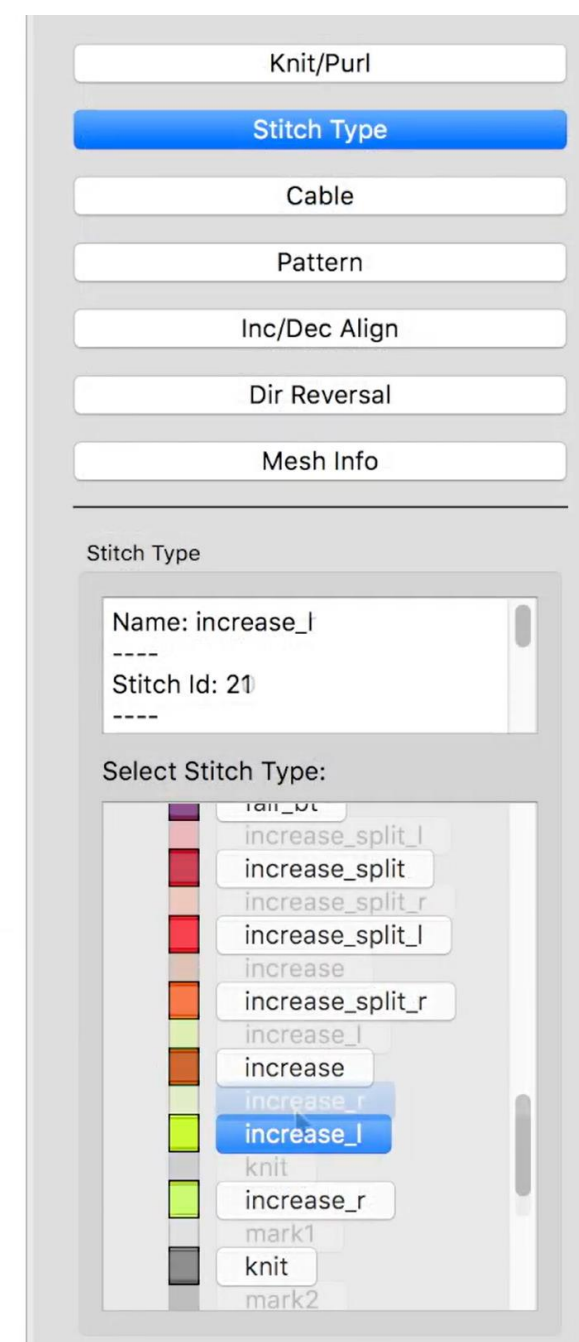 Knit/Purl
Stitch Type
Cable
Pattern
Inc/Dec Align
Dir Reversal
Mesh Info
Stitch Type
Name: increase_l
----
Stitch Id: 21
----
Select Stitch Type:
increase_split_l
increase_split
increase_split_r
increase_split_l
increase
increase_split_r
increase_l
increase
increase_r
increase_l
knit
increase_r
mark1
knit
mark2